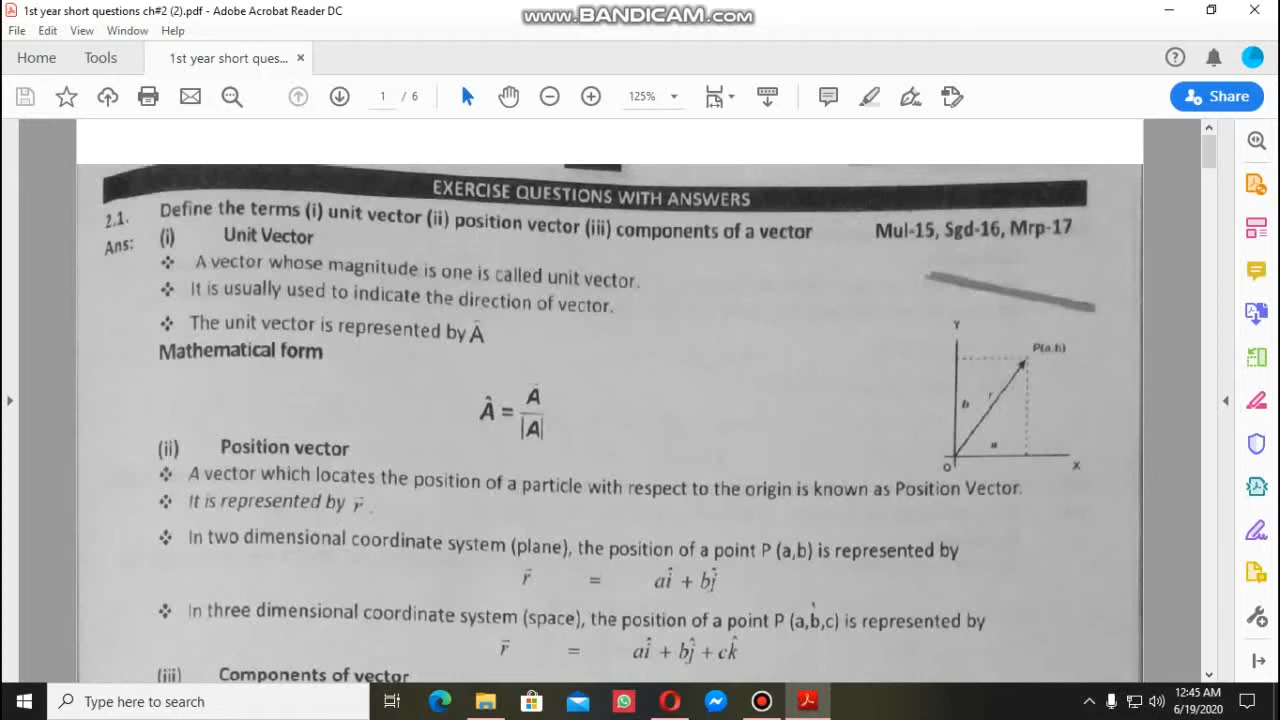 1st year short questions ch#2 (2).pdf - Adobe Acrobat Reader DC
www.BANDICAM.com
File Edit View Window Help
Home Tools 1st year short ques... ×
1 / 6 125% Share
EXERCISE QUESTIONS WITH ANSWERS
2.1. Define the terms (i) unit vector (ii) position vector (iii) components of a vector Mul-15, Sgd-16, Mrp-17
Ans: (i) Unit Vector
❖ A vector whose magnitude is one is called unit vector.
❖ It is usually used to indicate the direction of vector.
❖ The unit vector is represented by Â
Mathematical form
Y
P(a,b)
Â = A⃗ / |A|
b r
a
O X
(ii) Position vector
❖ A vector which locates the position of a particle with respect to the origin is known as Position Vector.
❖ It is represented by r⃗ .
❖ In two dimensional coordinate system (plane), the position of a point P (a,b) is represented by
r⃗ = aî + bĵ
❖ In three dimensional coordinate system (space), the position of a point P (a,b,c) is represented by
r⃗ = aî + bĵ + ck̂
(iii) Components of vector
Type here to search
12:45 AM
6/19/2020